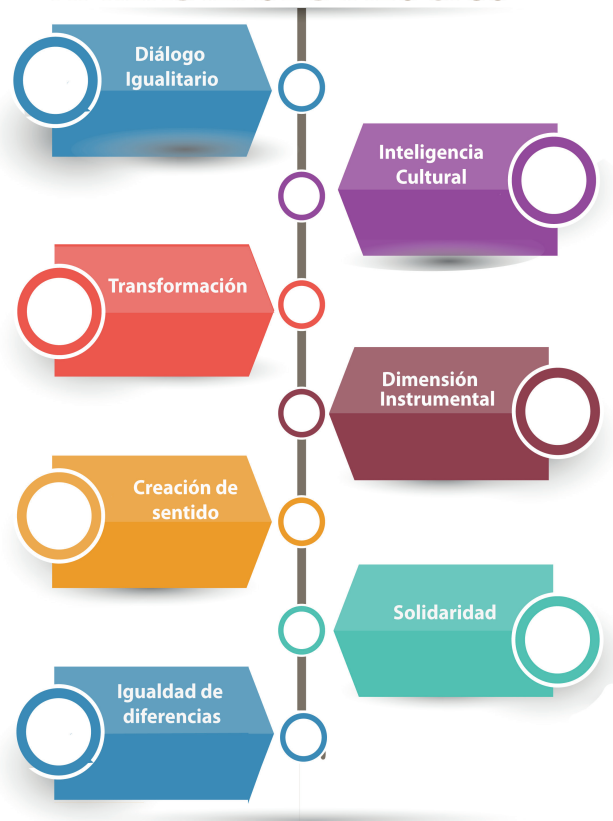 Diálogo
Igualitario
Inteligencia
Cultural
Transformación
Dimensión
Instrumental
Creación de
sentido
Solidaridad
Igualdad de
diferencias